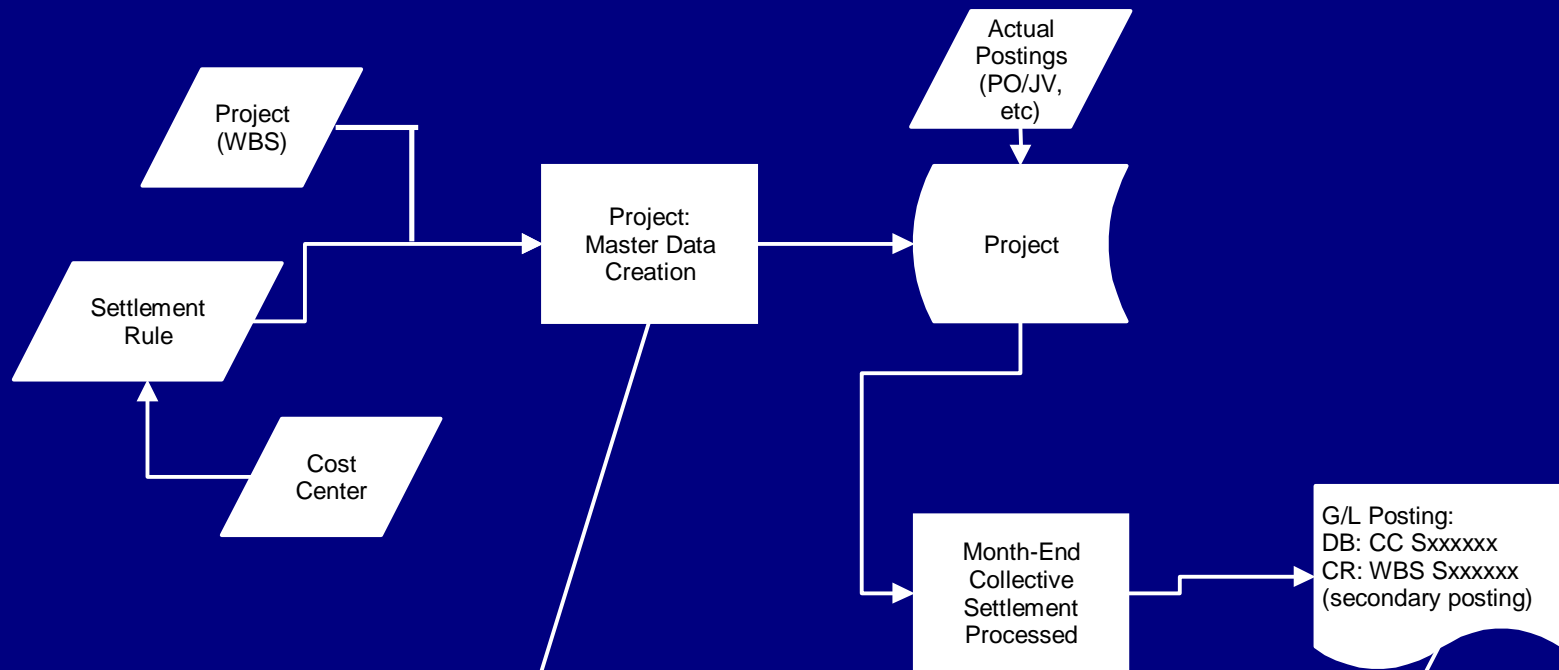 Actual
Postings
(PO/JV,
etc)
Project
(WBS)
Project:
Master Data
Creation
Project
Settlement
Rule
Cost
Center
Month-End
Collective
Settlement
Processed
G/L Posting:
DB: CC Sxxxxxx
CR: WBS Sxxxxxx
(secondary posting)